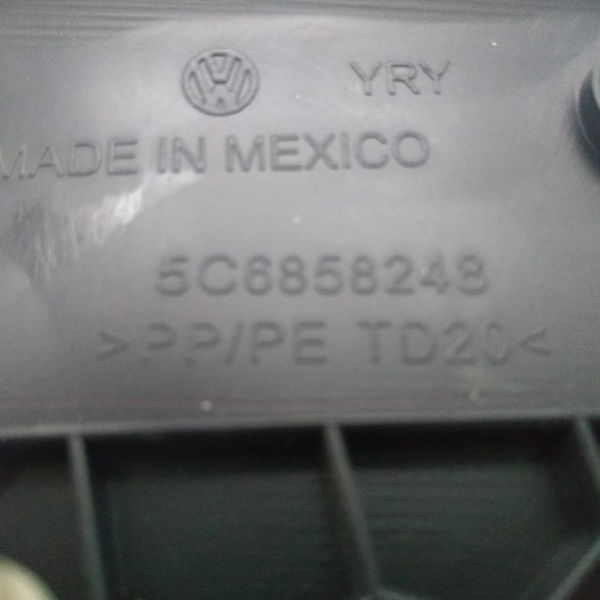 YRY
MADE IN MEXICO
5C6858248
>PP/PE TD20<